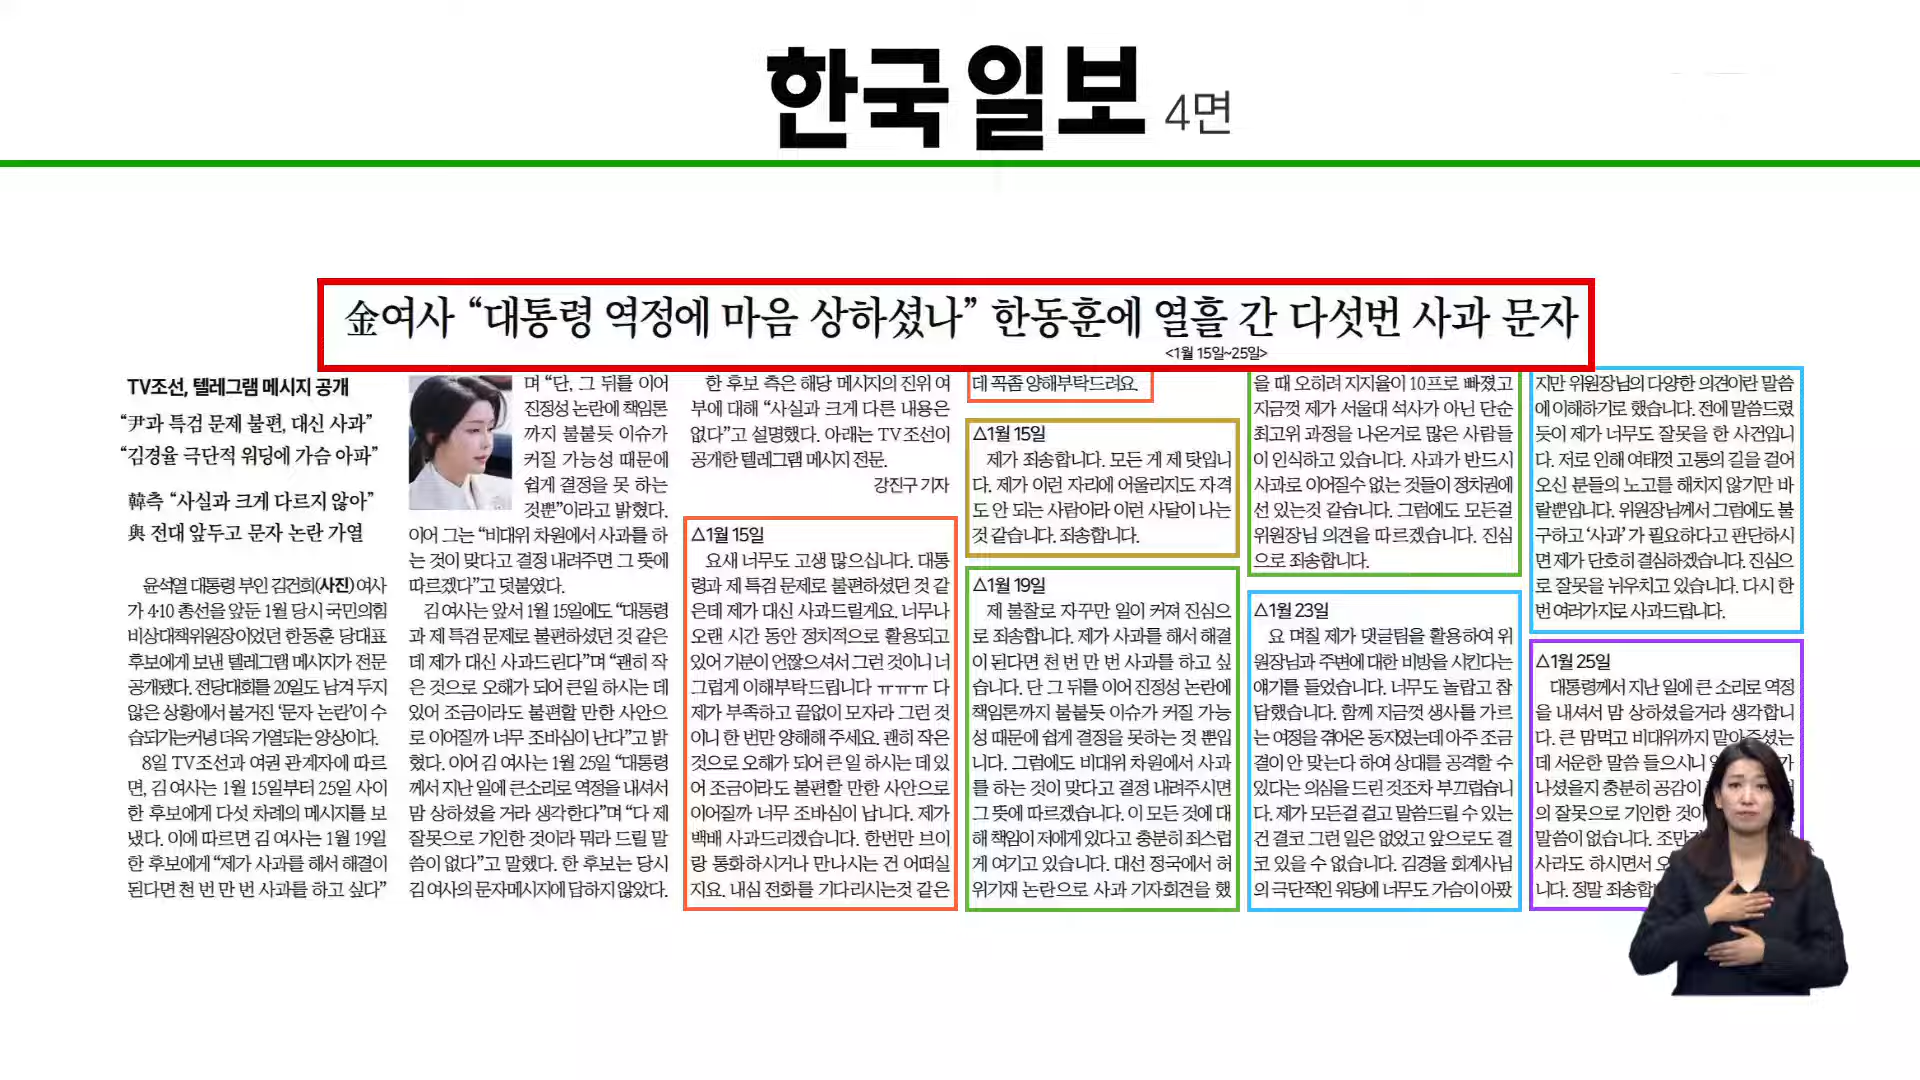 한국일보 4면
金여사 “대통령 역정에 마음 상하셨나” 한동훈에 열흘 간 다섯번 사과 문자
<1월 15일~25일>
TV조선, 텔레그램 메시지 공개
“尹과 특검 문제 불편, 대신 사과”
“김경율 극단적 워딩에 가슴 아파”
韓측 “사실과 크게 다르지 않아”
與 전대 앞두고 문자 논란 가열
윤석열 대통령 부인 김건희(사진) 여사
가 4·10 총선을 앞둔 1월 당시 국민의힘
비상대책위원장이었던 한동훈 당대표
후보에게 보낸 텔레그램 메시지가 전문
공개됐다. 전당대회를 20일도 남겨 두지
않은 상황에서 불거진 ‘문자 논란’이 수
습되기는커녕 더욱 가열되는 양상이다.
8일 TV조선과 여권 관계자에 따르
면, 김 여사는 1월 15일부터 25일 사이
한 후보에게 다섯 차례의 메시지를 보
냈다. 이에 따르면 김 여사는 1월 19일
한 후보에게 “제가 사과를 해서 해결이
된다면 천 번 만 번 사과를 하고 싶다”
며 “단, 그 뒤를 이어
진정성 논란에 책임론
까지 불붙듯 이슈가
커질 가능성 때문에
쉽게 결정을 못 하는
것뿐”이라고 밝혔다.
이어 그는 “비대위 차원에서 사과를 하
는 것이 맞다고 결정 내려주면 그 뜻에
따르겠다”고 덧붙였다.
김 여사는 앞서 1월 15일에도 “대통령
과 제 특검 문제로 불편하셨던 것 같은
데 제가 대신 사과드린다”며 “괜히 작
은 것으로 오해가 되어 큰일 하시는 데
있어 조금이라도 불편할 만한 사안으
로 이어질까 너무 조바심이 난다”고 밝
혔다. 이어 김 여사는 1월 25일 “대통령
께서 지난 일에 큰소리로 역정을 내셔서
맘 상하셨을 거라 생각한다”며 “다 제
잘못으로 기인한 것이라 뭐라 드릴 말
씀이 없다”고 말했다. 한 후보는 당시
김 여사의 문자메시지에 답하지 않았다.
한 후보 측은 해당 메시지의 진위 여
부에 대해 “사실과 크게 다른 내용은
없다”고 설명했다. 아래는 TV조선이
공개한 텔레그램 메시지 전문.
강진구 기자
△1월 15일
요새 너무도 고생 많으십니다. 대통
령과 제 특검 문제로 불편하셨던 것 같
은데 제가 대신 사과드릴게요. 너무나
오랜 시간 동안 정치적으로 활용되고
있어 기분이 언짢으셔서 그런 것이니 너
그럽게 이해부탁드립니다 ㅠㅠㅠ 다
제가 부족하고 끝없이 모자라 그런 것
이니 한 번만 양해해 주세요. 괜히 작은
것으로 오해가 되어 큰 일 하시는 데 있
어 조금이라도 불편할 만한 사안으로
이어질까 너무 조바심이 납니다. 제가
백배 사과드리겠습니다. 한번만 브이
랑 통화하시거나 만나시는 건 어떠실
지요. 내심 전화를 기다리시는것 같은
데 꼭좀 양해부탁드려요.
△1월 15일
제가 죄송합니다. 모든 게 제 탓입니
다. 제가 이런 자리에 어울리지도 자격
도 안 되는 사람이라 이런 사달이 나는
것 같습니다. 죄송합니다.
△1월 19일
제 불찰로 자꾸만 일이 커져 진심으
로 죄송합니다. 제가 사과를 해서 해결
이 된다면 천 번 만 번 사과를 하고 싶
습니다. 단 그 뒤를 이어 진정성 논란에
책임론까지 불붙듯 이슈가 커질 가능
성 때문에 쉽게 결정을 못하는 것 뿐입
니다. 그럼에도 비대위 차원에서 사과
를 하는 것이 맞다고 결정 내려주시면
그 뜻에 따르겠습니다. 이 모든 것에 대
해 책임이 저에게 있다고 충분히 죄스럽
게 여기고 있습니다. 대선 정국에서 허
위기재 논란으로 사과 기자회견을 했
을 때 오히려 지지율이 10프로 빠졌고
지금껏 제가 서울대 석사가 아닌 단순
최고위 과정을 나온거로 많은 사람들
이 인식하고 있습니다. 사과가 반드시
사과로 이어질수 없는 것들이 정치권에
선 있는것 같습니다. 그럼에도 모든걸
위원장님 의견을 따르겠습니다. 진심
으로 죄송합니다.
△1월 23일
요 며칠 제가 댓글팀을 활용하여 위
원장님과 주변에 대한 비방을 시킨다는
얘기를 들었습니다. 너무도 놀랍고 참
담했습니다. 함께 지금껏 생사를 가르
는 여정을 겪어온 동지였는데 아주 조금
결이 안 맞는다 하여 상대를 공격할 수
있다는 의심을 드린 것조차 부끄럽습니
다. 제가 모든걸 걸고 말씀드릴 수 있는
건 결코 그런 일은 없었고 앞으로도 결
코 있을 수 없습니다. 김경율 회계사님
의 극단적인 워딩에 너무도 가슴이 아팠
지만 위원장님의 다양한 의견이란 말씀
에 이해하기로 했습니다. 전에 말씀드렸
듯이 제가 너무도 잘못을 한 사건입니
다. 저로 인해 여태껏 고통의 길을 걸어
오신 분들의 노고를 해치지 않기만 바
랄뿐입니다. 위원장님께서 그럼에도 불
구하고 ‘사과’가 필요하다고 판단하시
면 제가 단호히 결심하겠습니다. 진심으
로 잘못을 뉘우치고 있습니다. 다시 한
번 여러가지로 사과드립니다.
△1월 25일
대통령께서 지난 일에 큰 소리로 역정
을 내셔서 맘 상하셨을거라 생각합니
다. 큰 맘먹고 비대위까지 맡아주셨는
데 서운한 말씀 들으시니
나셨을지 충분히 공감이
의 잘못으로 기인한 것이
말씀이 없습니다.
사라도 하시면서
니다. 정말